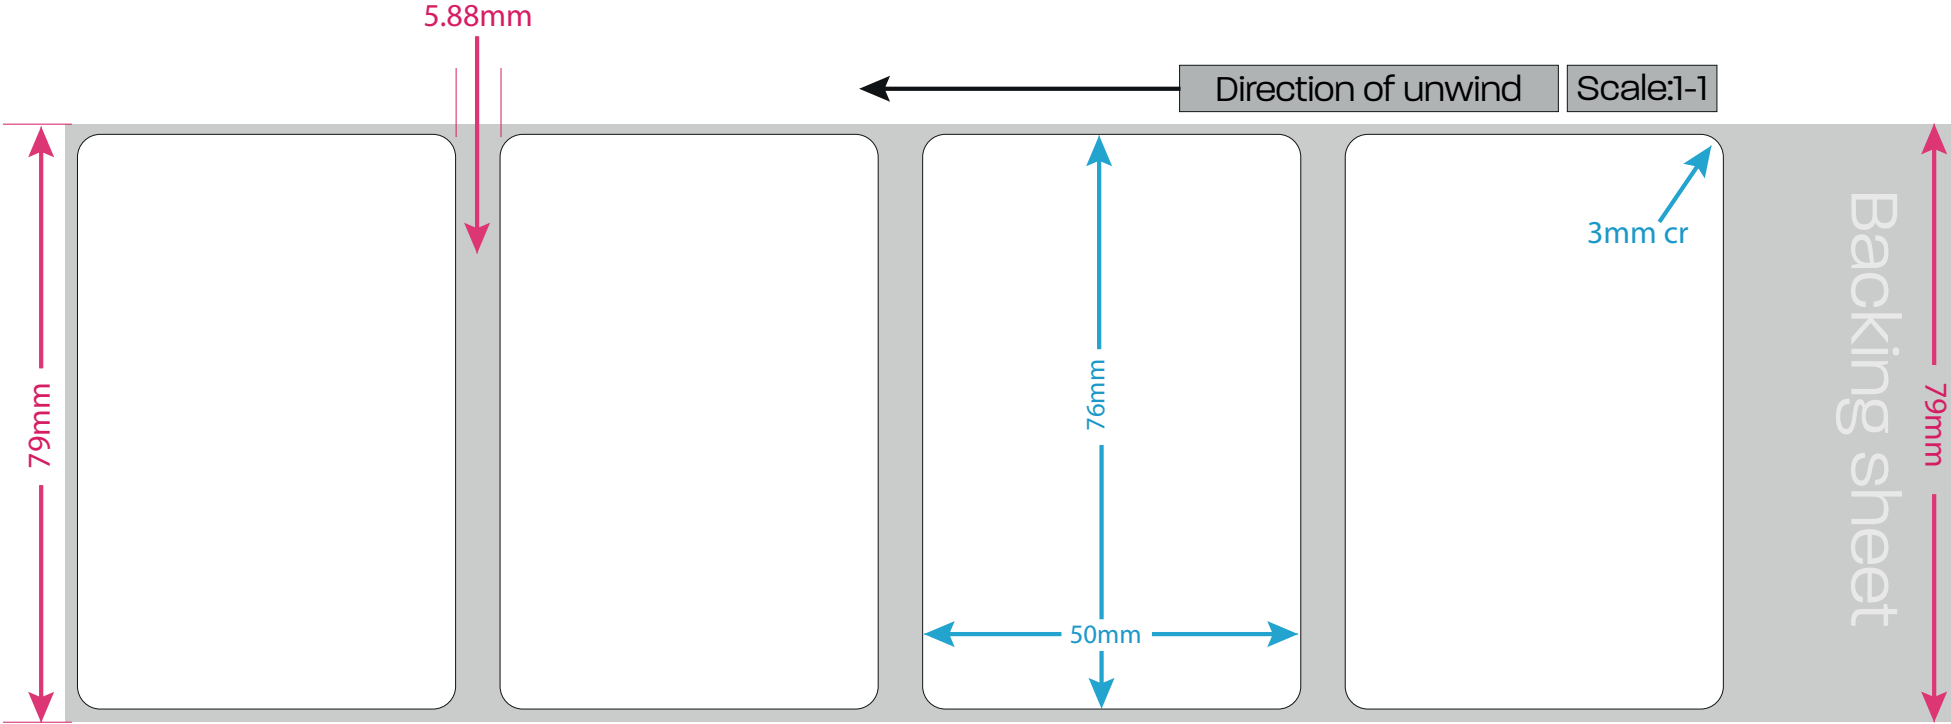 5.88mm
Direction of unwind
Scale:1-1
3mm cr
79mm
76mm
50mm
Backing sheet
79mm